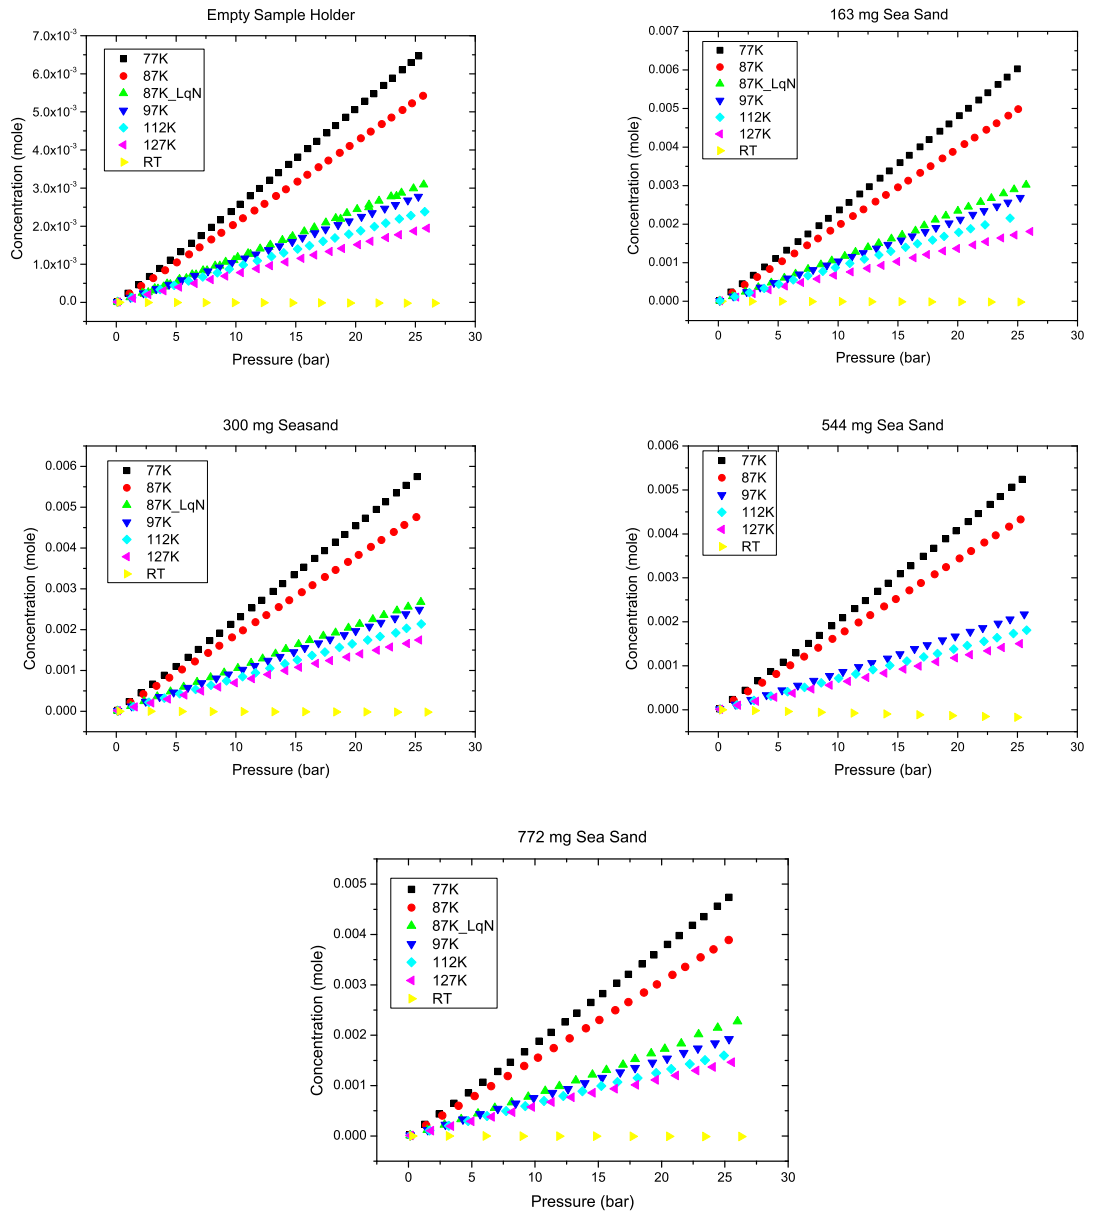 Empty Sample Holder
7.0x10-3
6.0x10-3
5.0x10-3
4.0x10-3
3.0x10-3
2.0x10-3
1.0x10-3
0.0
Concentration (mole)
77K
87K
87K_LqN
97K
112K
127K
RT
0 5 10 15 20 25 30
Pressure (bar)
163 mg Sea Sand
0.007
0.006
0.005
0.004
0.003
0.002
0.001
0.000
Concentration (mole)
77K
87K
87K_LqN
97K
112K
127K
RT
0 5 10 15 20 25 30
Pressure (bar)
300 mg Seasand
0.006
0.005
0.004
0.003
0.002
0.001
0.000
Concentration (mole)
77K
87K
87K_LqN
97K
112K
127K
RT
0 5 10 15 20 25 30
Pressure (bar)
544 mg Sea Sand
0.006
0.005
0.004
0.003
0.002
0.001
0.000
Concentration (mole)
77K
87K
97K
112K
127K
RT
0 5 10 15 20 25 30
Pressure (bar)
772 mg Sea Sand
0.005
0.004
0.003
0.002
0.001
0.000
Concentration (mole)
77K
87K
87K_LqN
97K
112K
127K
RT
0 5 10 15 20 25 30
Pressure (bar)